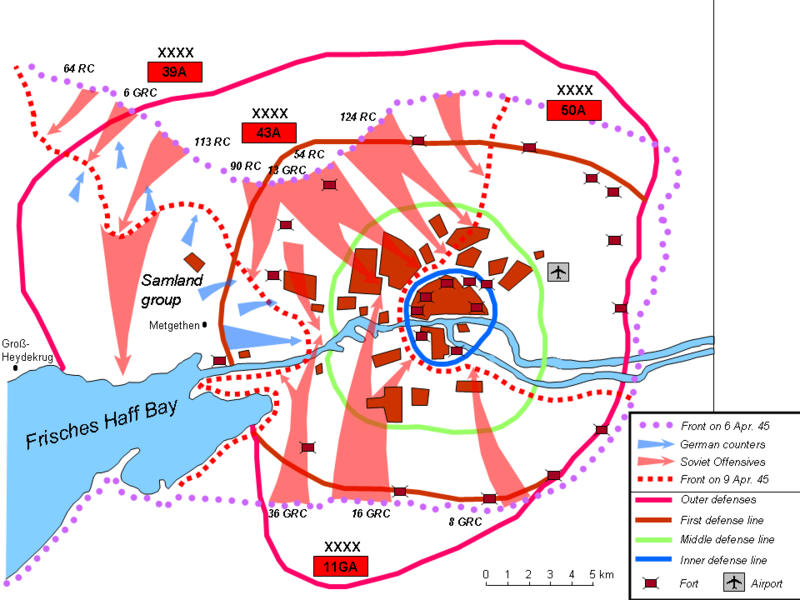 XXXX
39A
64 RC
6 GRC
XXXX
43A
113 RC
90 RC
54 RC
13 GRC
124 RC
XXXX
50A
Samland
group
Metgethen
Groß-
Heydekrug
Frisches Haff Bay
36 GRC
16 GRC
8 GRC
XXXX
11GA
0 1 2 3 4 5 km
Front on 6 Apr. 45
German counters
Soviet Offensives
Front on 9 Apr. 45
Outer defenses
First defense line
Middle defense line
Inner defense line
Fort
Airport